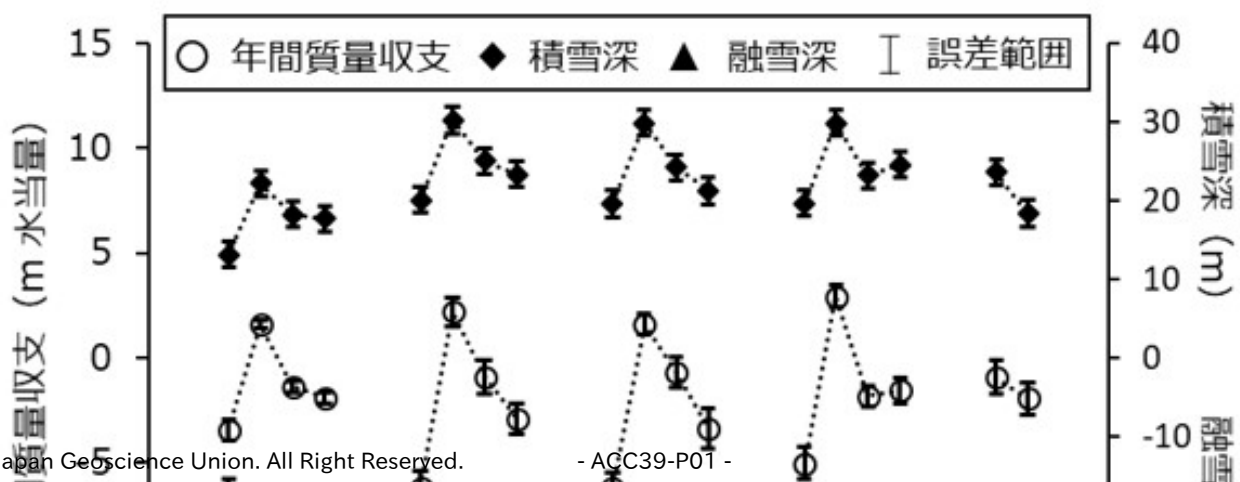 ○ 年間質量収支 ◆ 積雪深 ▲ 融雪深 工 誤差範囲
15
10
5
0
-5
質量収支 (m 水当量)
40
30
20
10
0
-10
積雪深 (m)
融雪
apan Geoscience Union. All Right Reserved.
- ACC39-P01 -